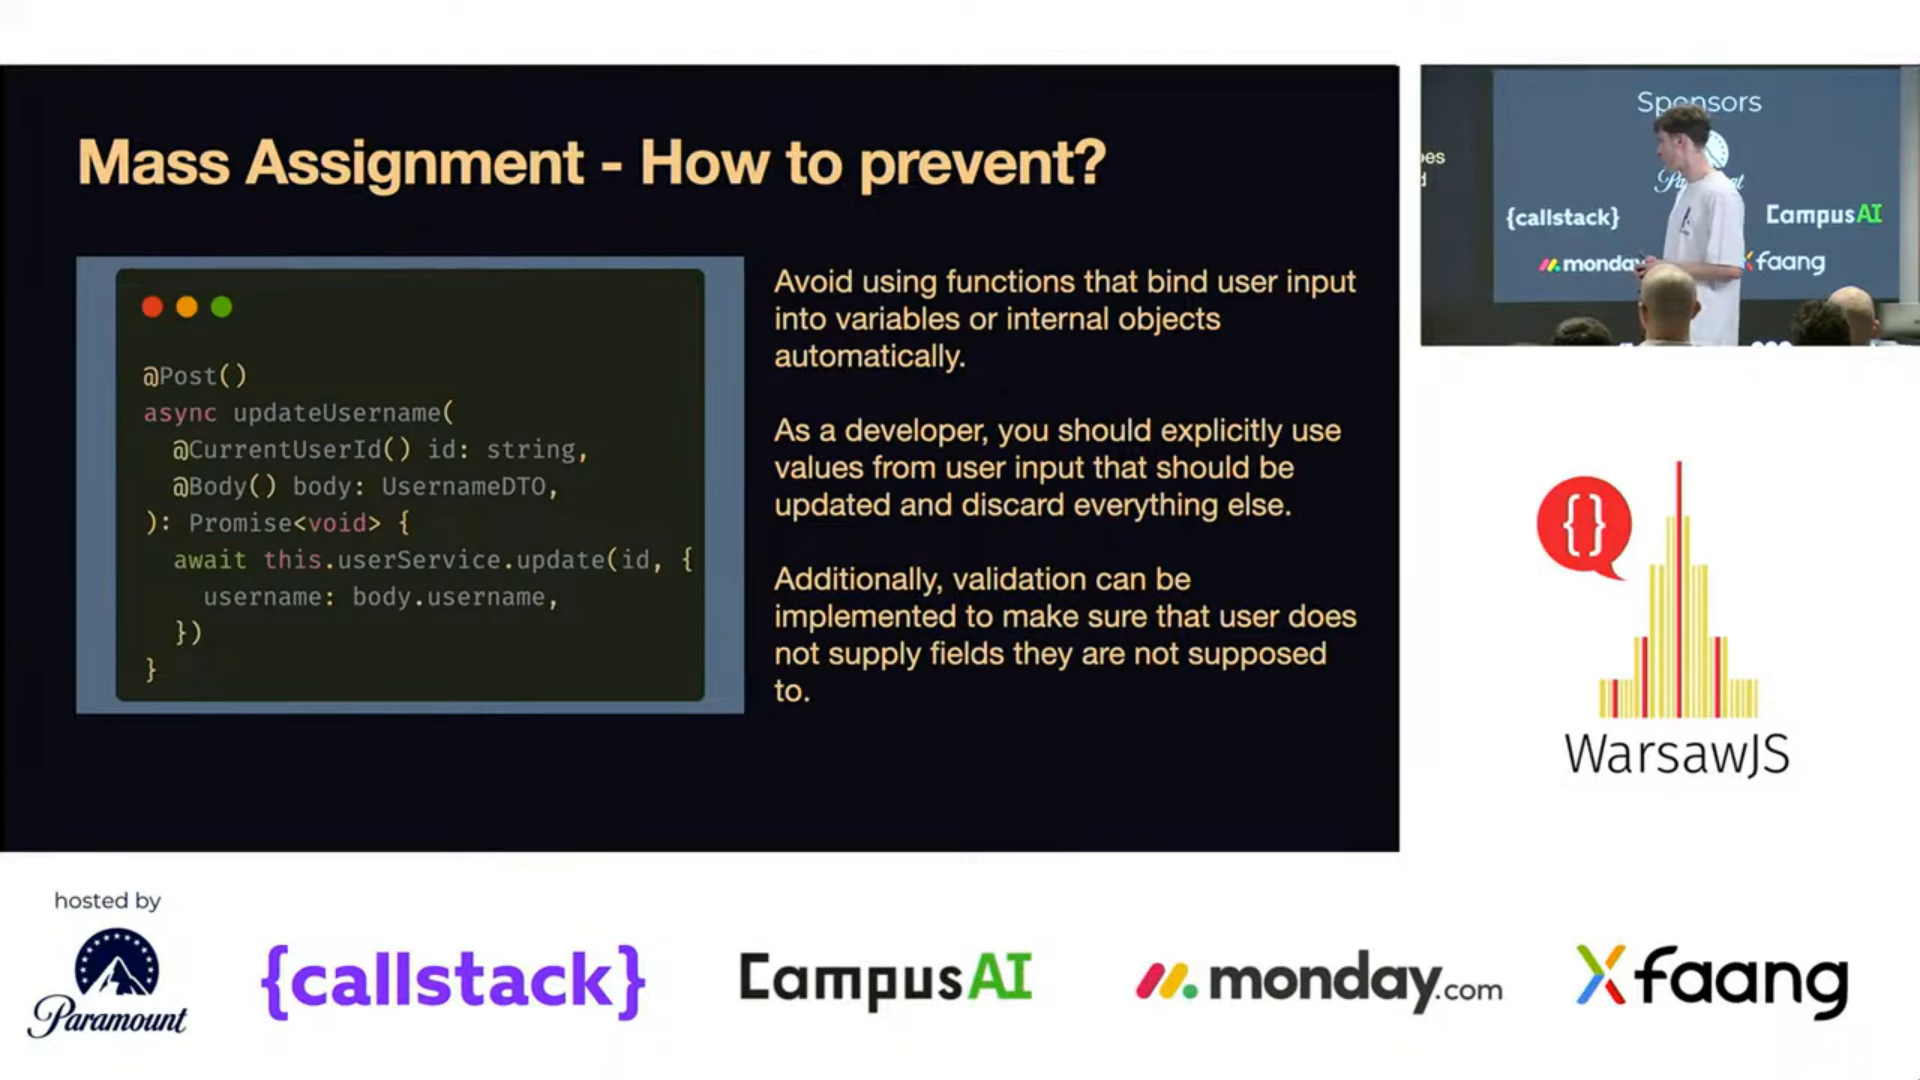 Mass Assignment - How to prevent?
@Post()
async updateUsername(
@CurrentUserId() id: string,
@Body() body: UsernameDTO,
): Promise<void> {
await this.userService.update(id, {
username: body.username,
})
}
Avoid using functions that bind user input
into variables or internal objects
automatically.
As a developer, you should explicitly use
values from user input that should be
updated and discard everything else.
Additionally, validation can be
implemented to make sure that user does
not supply fields they are not supposed
to.
Sponsors
{callstack}
CampusAI
monday
faang
{}
WarsawJS
hosted by
Paramount
{callstack}
CampusAI
monday.com
Xfaang